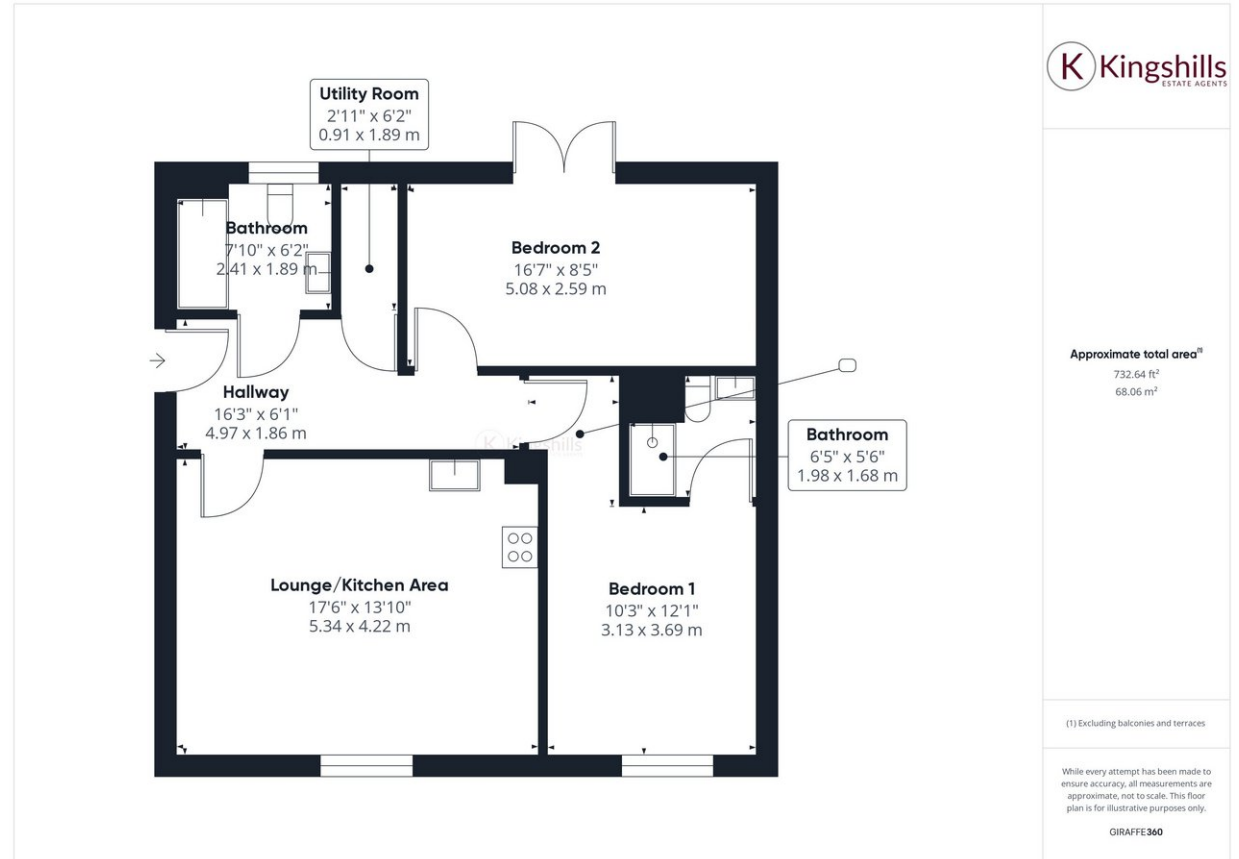 Utility Room
2'11" x 6'2"
0.91 x 1.89 m
Bathroom
7'10" x 6'2"
2.41 x 1.89 m
Bedroom 2
16'7" x 8'5"
5.08 x 2.59 m
Hallway
16'3" x 6'1"
4.97 x 1.86 m
K Kingshills
Bathroom
6'5" x 5'6"
1.98 x 1.68 m
Lounge/Kitchen Area
17'6" x 13'10"
5.34 x 4.22 m
Bedroom 1
10'3" x 12'1"
3.13 x 3.69 m
K Kingshills
ESTATE AGENTS
Approximate total area⁽¹⁾
732.64 ft²
68.06 m²
(1) Excluding balconies and terraces
While every attempt has been made to
ensure accuracy, all measurements are
approximate, not to scale. This floor
plan is for illustrative purposes only.
GIRAFFE360